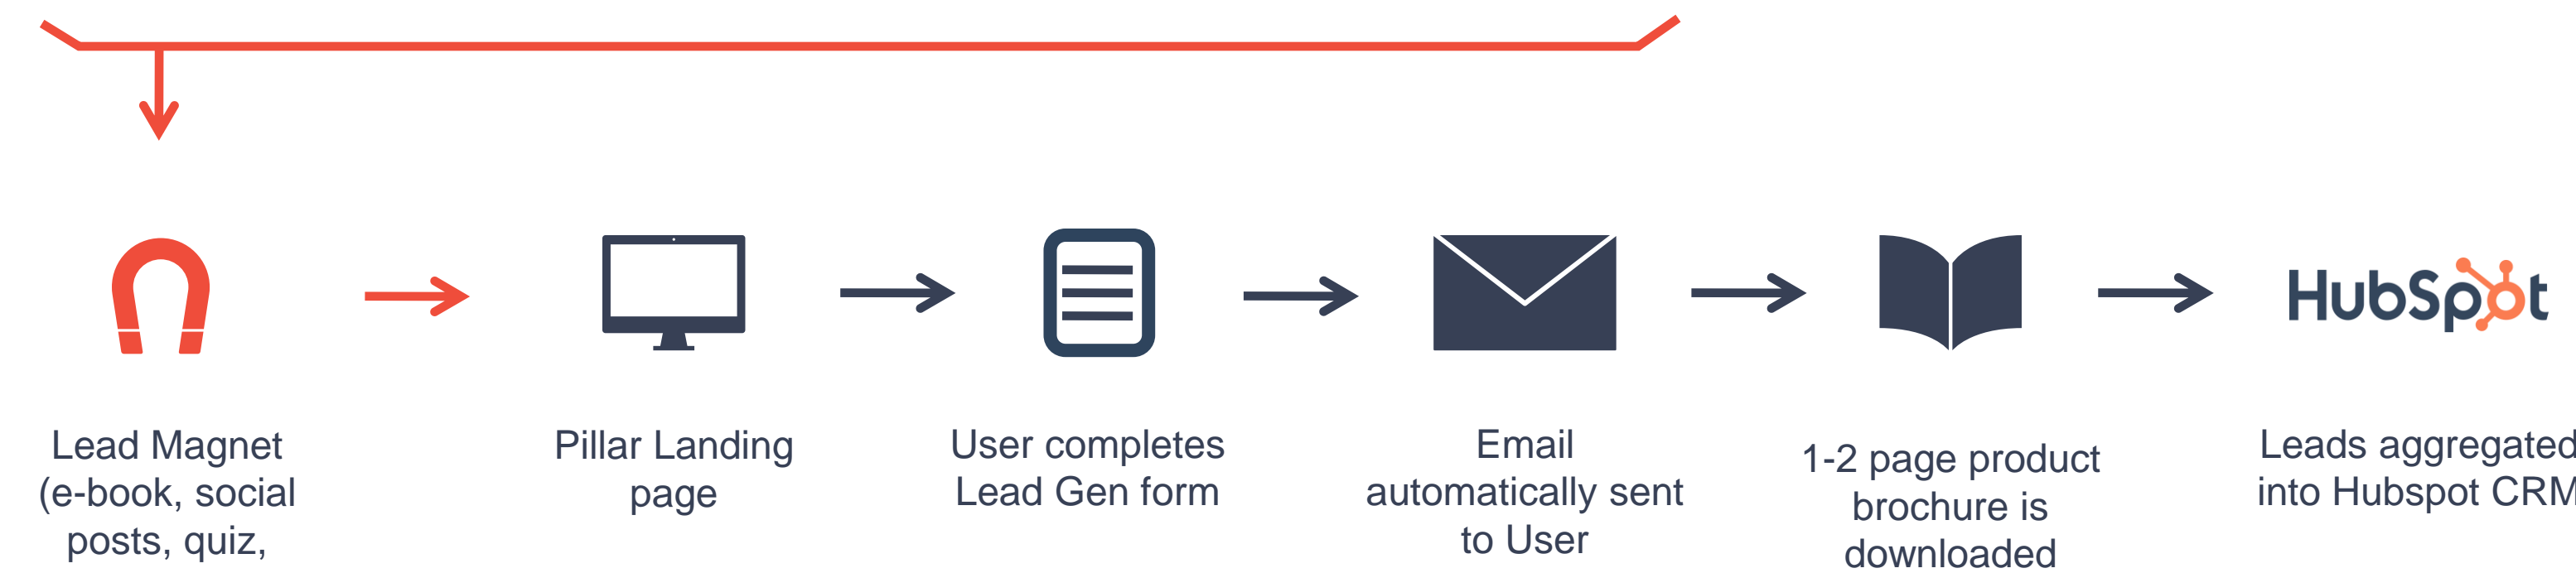 HubSpot
Lead Magnet
(e-book, social
posts, quiz,
Pillar Landing
page
User completes
Lead Gen form
Email
automatically sent
to User
1-2 page product
brochure is
downloaded
Leads aggregated
into Hubspot CRM